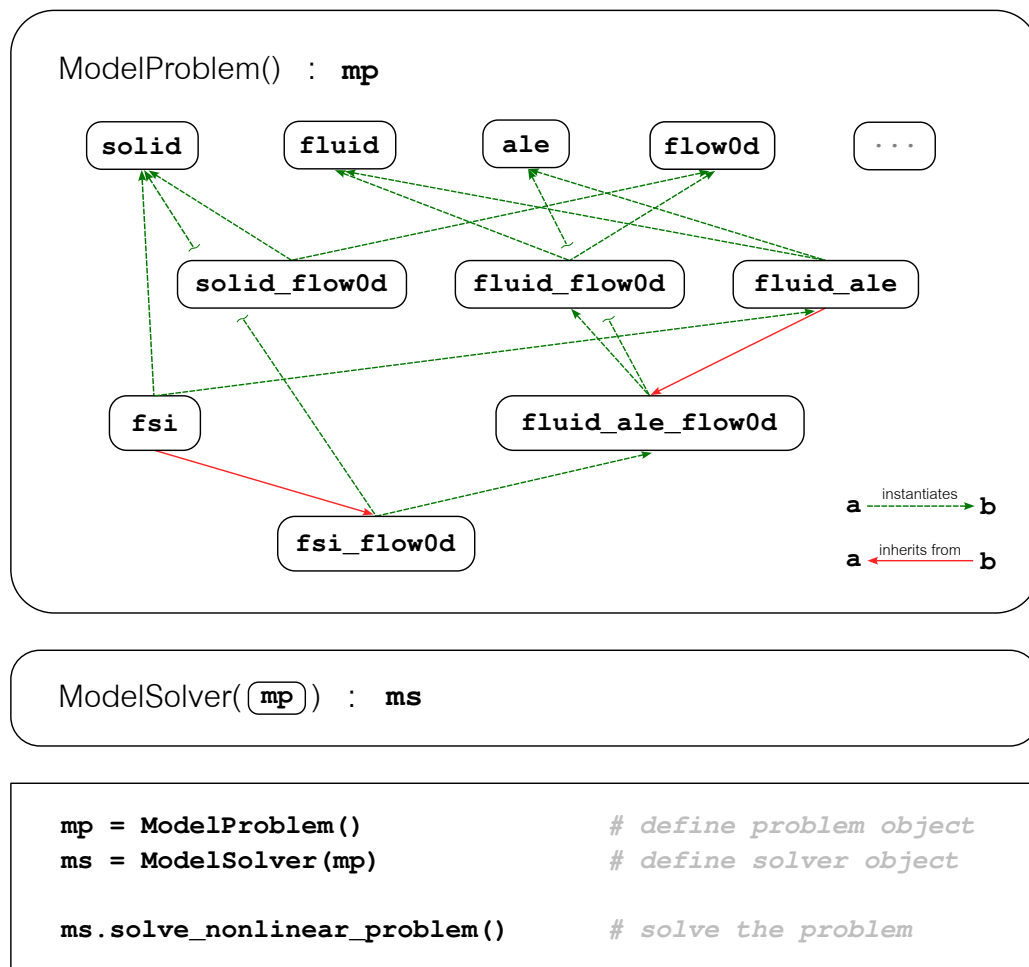 ModelProblem() : mp
solid fluid ale flow0d ...
solid_flow0d fluid_flow0d fluid_ale
fsi fluid_ale_flow0d
a instantiates b
fsi_flow0d
a inherits from b
ModelSolver( mp ) : ms
mp = ModelProblem() # define problem object
ms = ModelSolver(mp) # define solver object
ms.solve_nonlinear_problem() # solve the problem